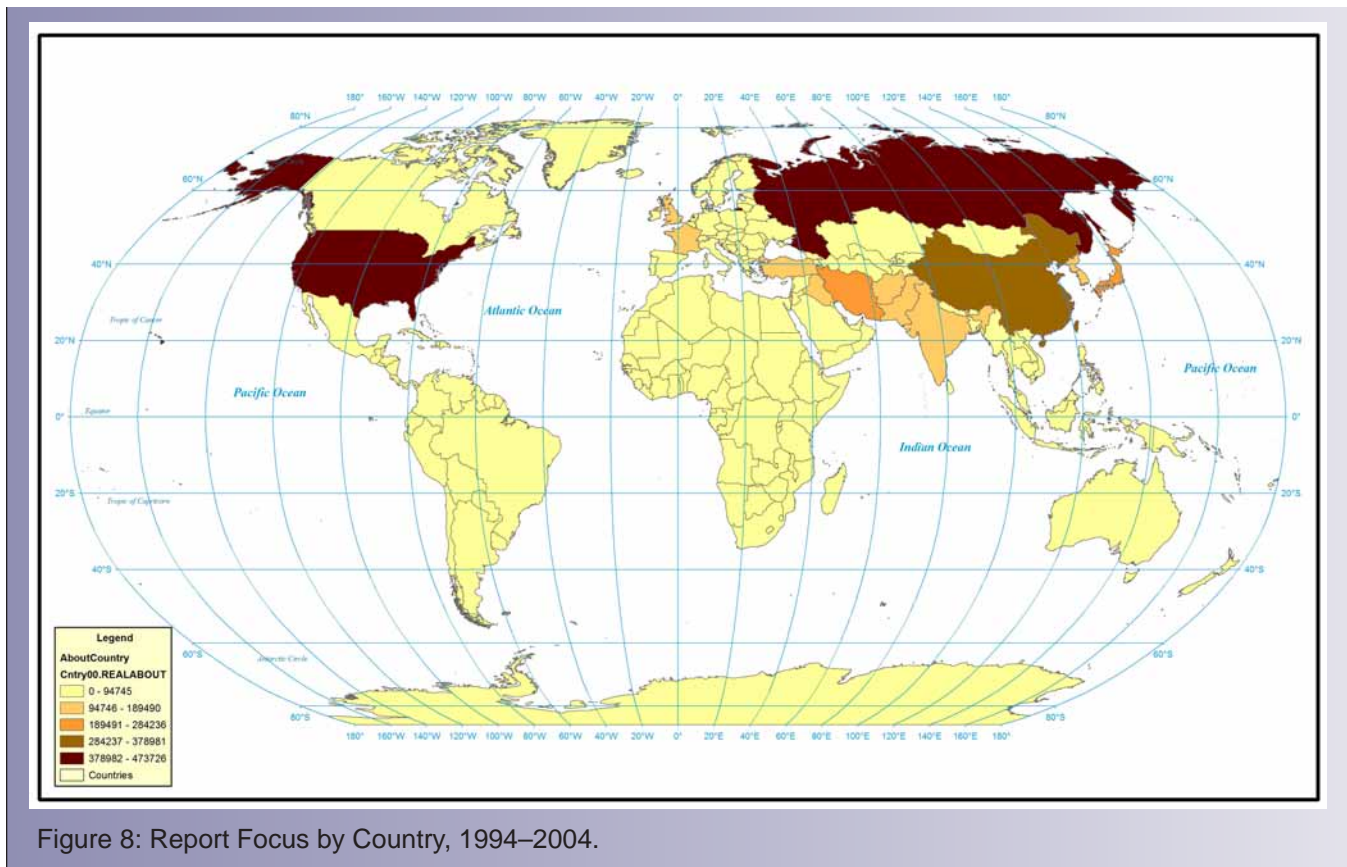 180° 160°W 140°W 120°W 100°W 80°W 60°W 40°W 20°W 0° 20°E 40°E 60°E 80°E 100°E 120°E 140°E 160°E 180°
80°N 80°N
60°N 60°N
40°N 40°N
Atlantic Ocean
Tropic of Cancer
20°N 20°N
Pacific Ocean Pacific Ocean
Equator
0° 0°
Indian Ocean
20°S 20°S
Tropic of Capricorn
40°S 40°S
60°S 60°S
Antarctic Circle
80°S 80°S
180° 160°W 140°W 120°W 100°W 80°W 60°W 40°W 20°W 0° 20°E 40°E 60°E 80°E 100°E 120°E 140°E 160°E 180°
Legend
AboutCountry
Cntry00.REALABOUT
0 - 94745
94746 - 189490
189491 - 284236
284237 - 378981
378982 - 473726
Countries
Figure 8: Report Focus by Country, 1994–2004.